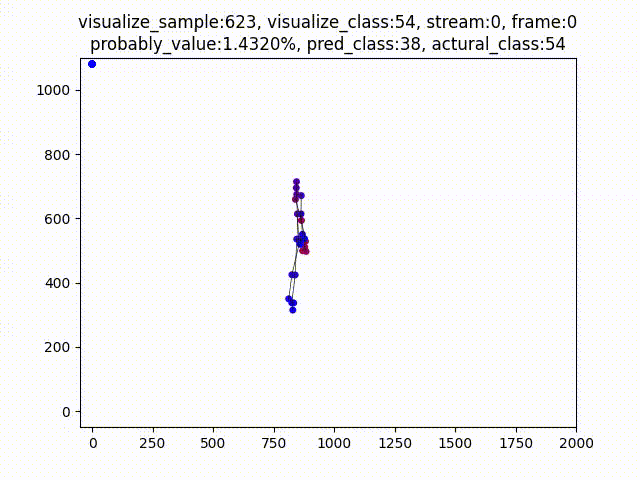 visualize_sample:623, visualize_class:54, stream:0, frame:0
probably_value:1.4320%, pred_class:38, actural_class:54
1000
800
600
400
200
0
0 250 500 750 1000 1250 1500 1750 2000